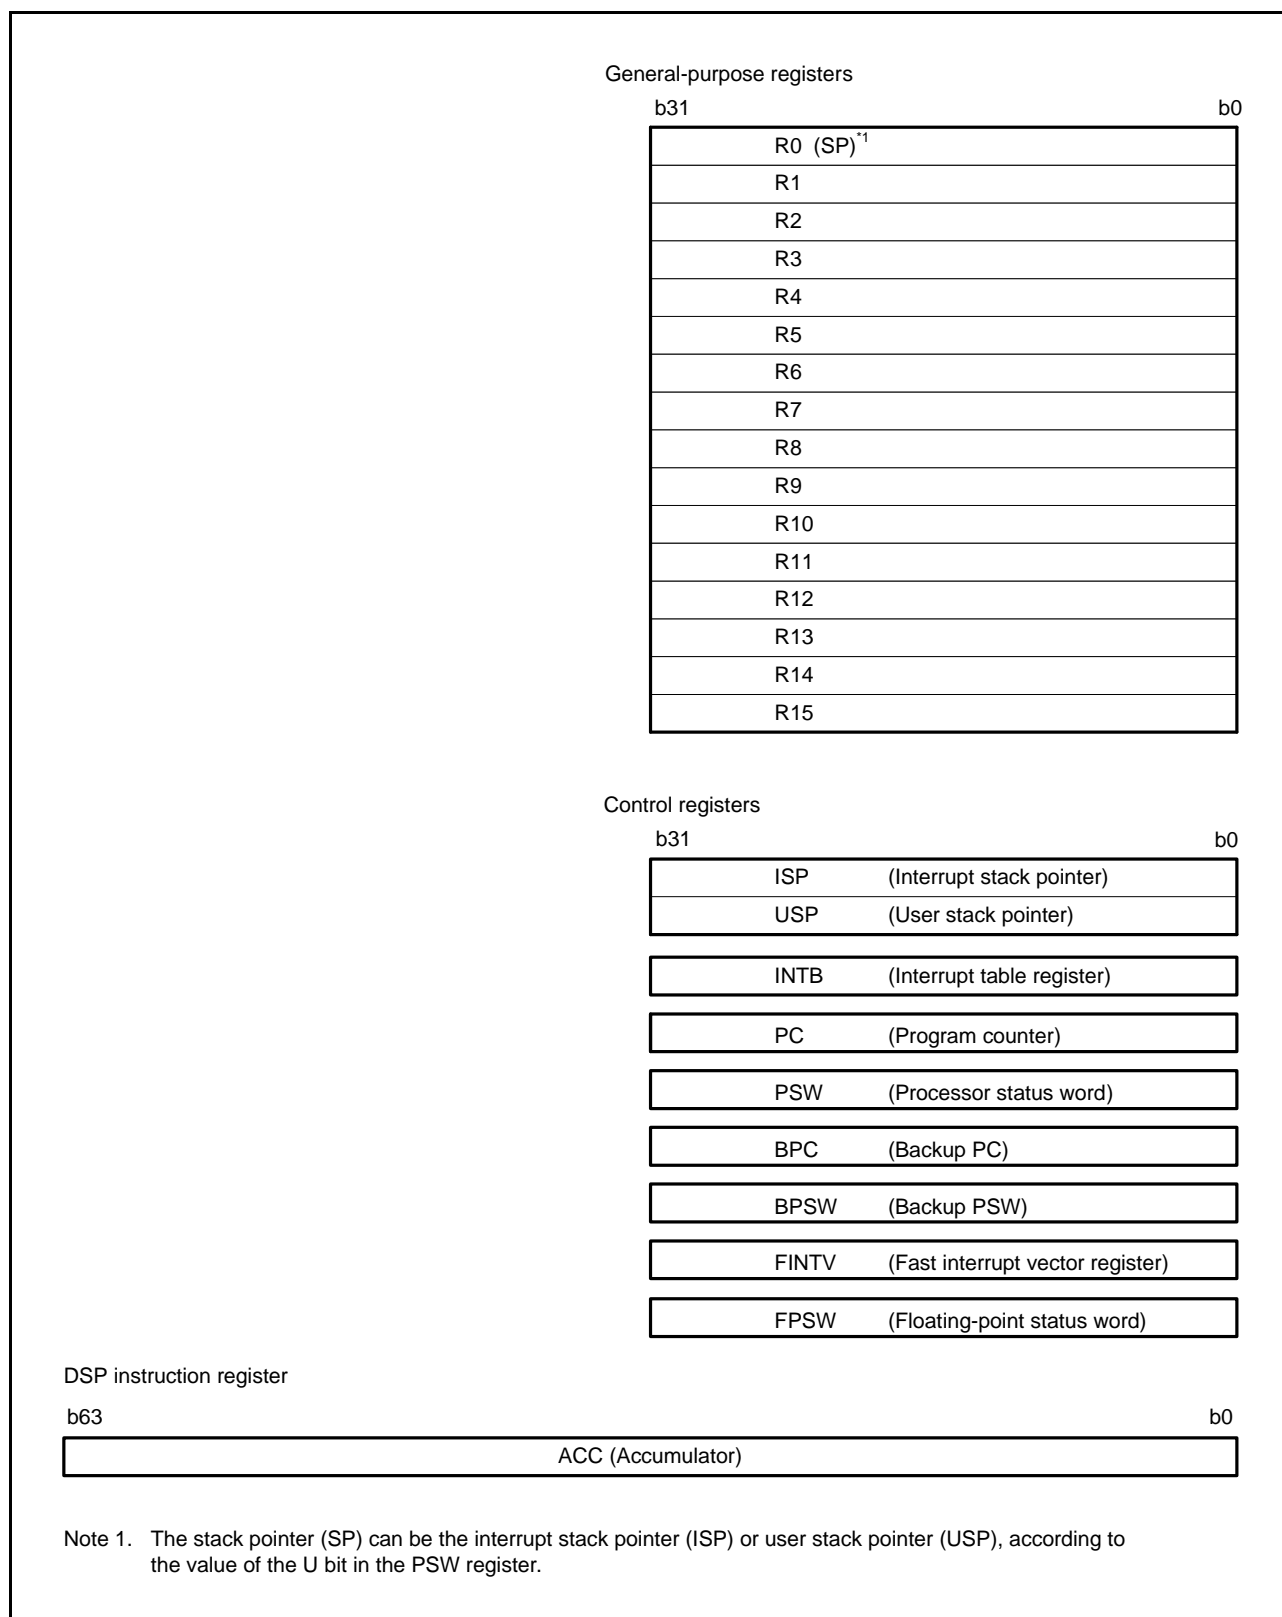 General-purpose registers
b31 b0
R0 (SP)*1
R1
R2
R3
R4
R5
R6
R7
R8
R9
R10
R11
R12
R13
R14
R15
Control registers
b31 b0
ISP (Interrupt stack pointer)
USP (User stack pointer)
INTB (Interrupt table register)
PC (Program counter)
PSW (Processor status word)
BPC (Backup PC)
BPSW (Backup PSW)
FINTV (Fast interrupt vector register)
FPSW (Floating-point status word)
DSP instruction register
b63 b0
ACC (Accumulator)
Note 1. The stack pointer (SP) can be the interrupt stack pointer (ISP) or user stack pointer (USP), according to
the value of the U bit in the PSW register.